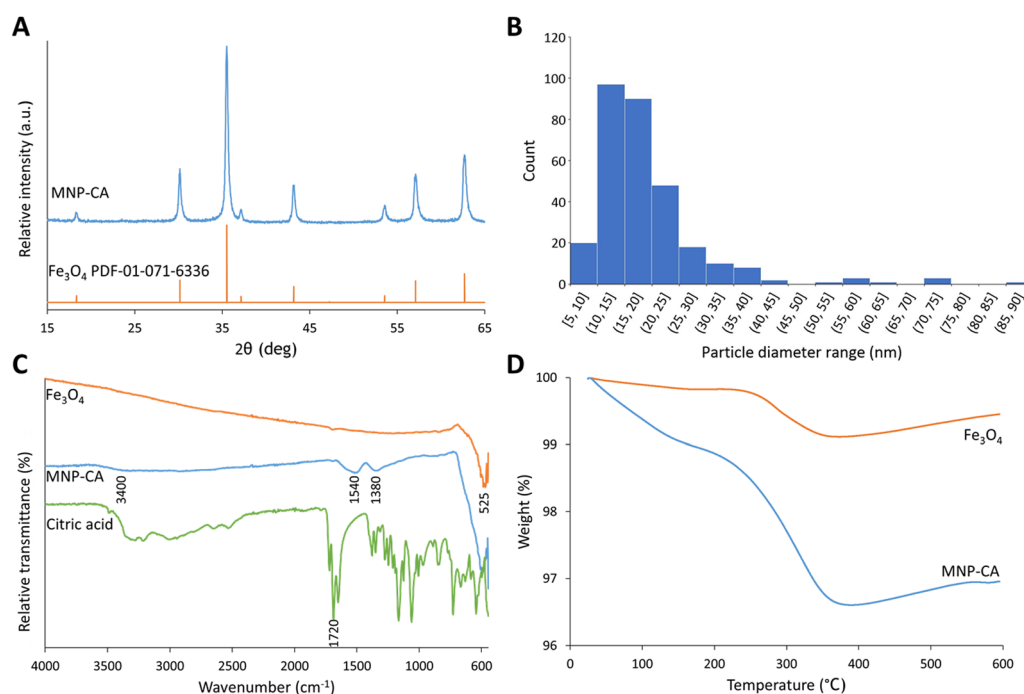 A
Relative intensity (a.u.)
MNP-CA
Fe₃O₄ PDF-01-071-6336
15 25 35 45 55 65
2θ (deg)
B
Count
120
100
80
60
40
20
0
[5, 10] (10, 15] (15, 20] (20, 25] (25, 30] (30, 35] (35, 40] (40, 45] (45, 50] (50, 55] (55, 60] (60, 65] (65, 70] (70, 75] (75, 80] (80, 85] (85, 90]
Particle diameter range (nm)
C
Relative transmittance (%)
Fe₃O₄
MNP-CA
3400 1540 1380 525
Citric acid
1720
4000 3000 2000 1000 600
Wavenumber (cm⁻¹)
D
Weight (%)
100
99
98
97
96
Fe₃O₄
MNP-CA
0 100 200 300 400 500 600
Temperature (°C)